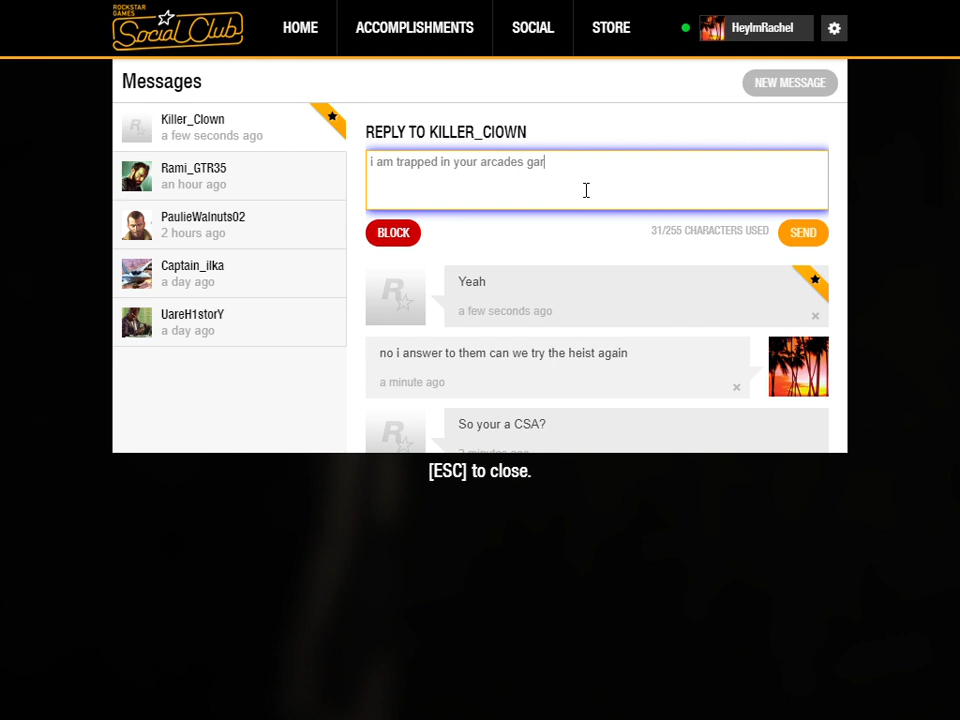 ROCKSTAR
GAMES
Social Club
HOME
ACCOMPLISHMENTS
SOCIAL
STORE
HeyImRachel
Messages
NEW MESSAGE
Killer_Clown
a few seconds ago
Rami_GTR35
an hour ago
PaulieWalnuts02
2 hours ago
Captain_ilka
a day ago
UareH1storY
a day ago
REPLY TO KILLER_ClOWN
i am trapped in your arcades gar
BLOCK
31/255 CHARACTERS USED
SEND
Yeah
a few seconds ago
no i answer to them can we try the heist again
a minute ago
So your a CSA?
2 minutes ago
[ESC] to close.